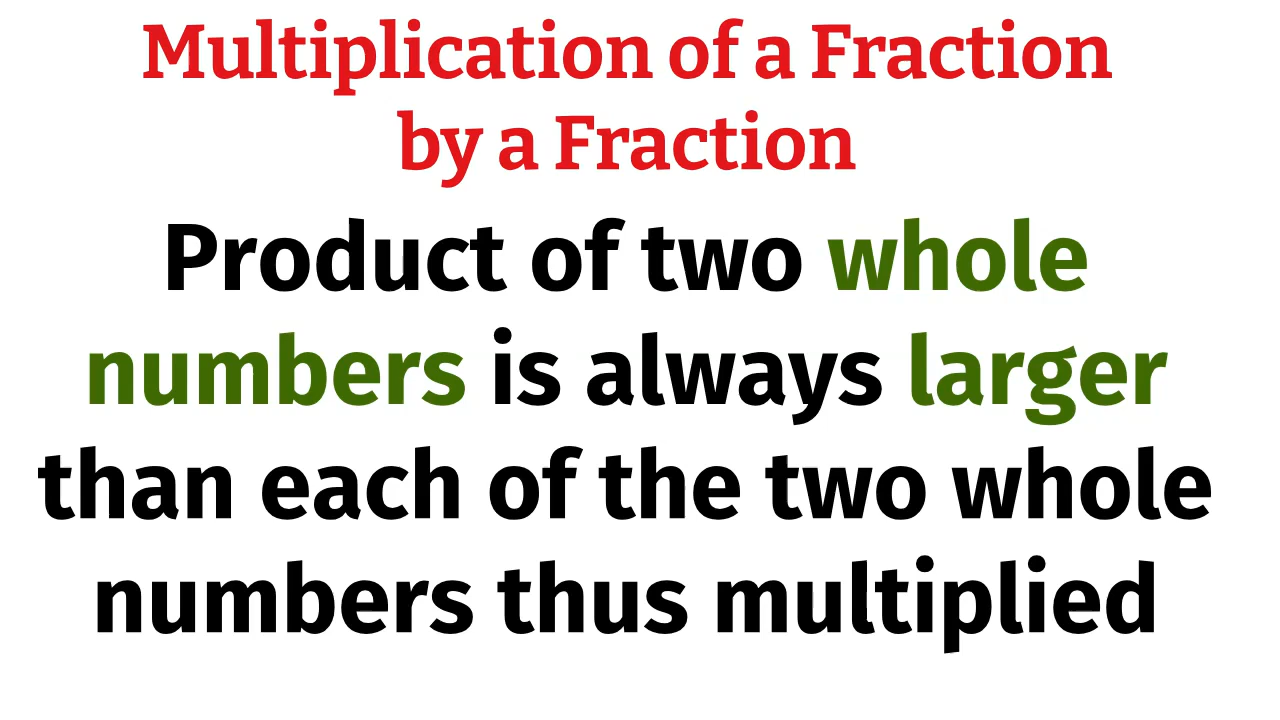 Multiplication of a Fraction
by a Fraction
Product of two whole
numbers is always larger
than each of the two whole
numbers thus multiplied